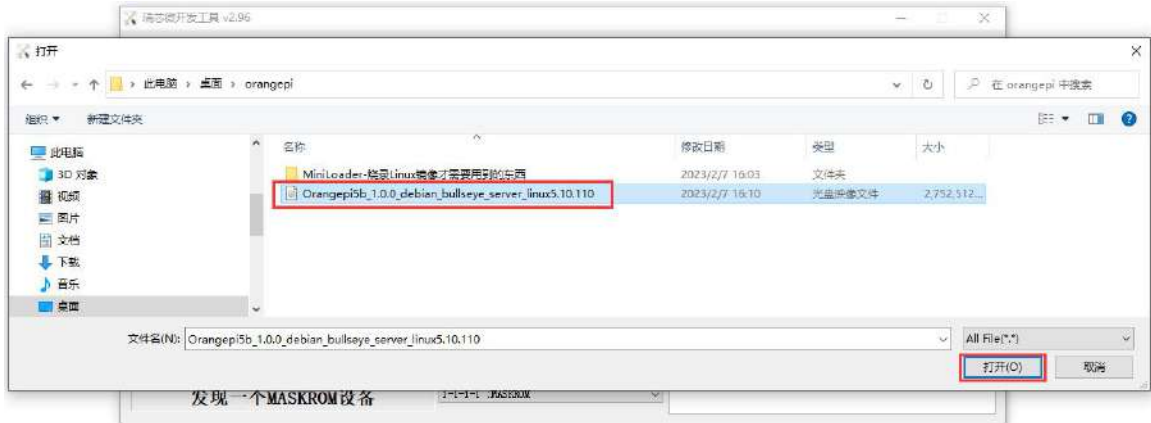 瑞芯微开发工具 v2.96
打开
此电脑 › 桌面 › orangepi
在 orangepi 中搜索
组织 新建文件夹
名称 修改日期 类型 大小
此电脑
3D 对象
视频
图片
文档
下载
音乐
桌面
MiniLoader-烧录Linux镜像才需要用到的东西 2023/2/7 16:03 文件夹
Orangepi5b_1.0.0_debian_bullseye_server_linux5.10.110 2023/2/7 16:10 光盘映像文件 2,752,512...
文件名(N): Orangepi5b_1.0.0_debian_bullseye_server_linux5.10.110 All File(*.*)
打开(O) 取消
发现一个MASKROM设备 1-1-1-1 :MASKROM